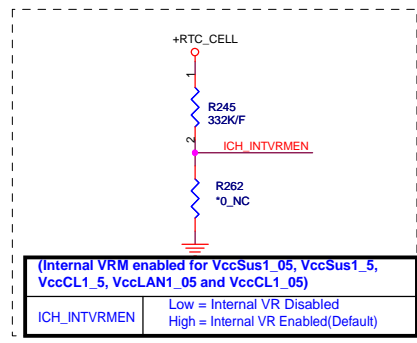 +RTC_CELL
1
R245
332K/F
2
ICH_INTVRMEN
R262
*0_NC
(Internal VRM enabled for VccSus1_05, VccSus1_5,
VccCL1_5, VccLAN1_05 and VccCL1_05)
ICH_INTVRMEN
Low = Internal VR Disabled
High = Internal VR Enabled(Default)